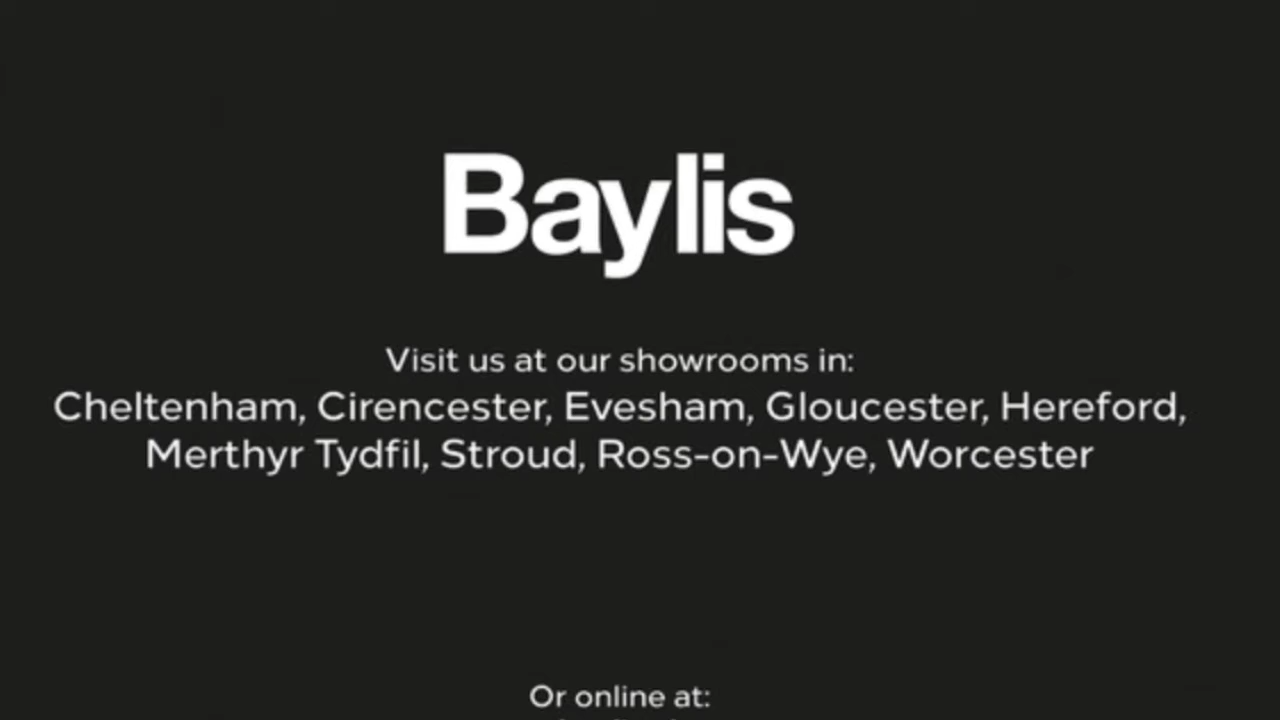 Baylis
Visit us at our showrooms in:
Cheltenham, Cirencester, Evesham, Gloucester, Hereford,
Merthyr Tydfil, Stroud, Ross-on-Wye, Worcester
Or online at: